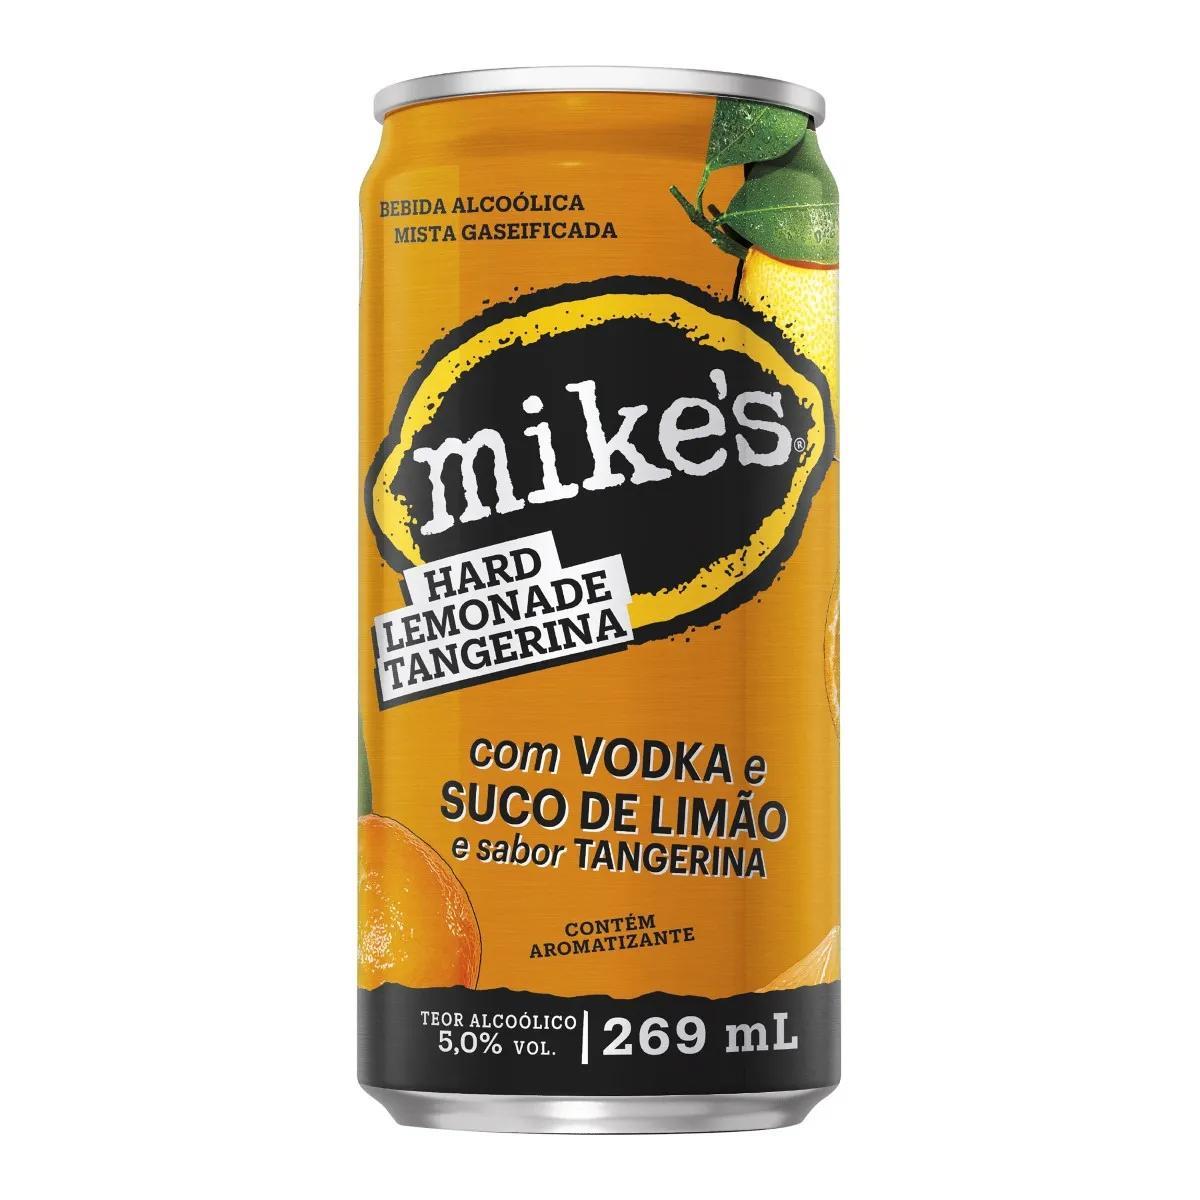 BEBIDA ALCOÓLICA
MISTA GASEIFICADA
mike's®
HARD
LEMONADE
TANGERINA
com VODKA e
SUCO DE LIMÃO
e sabor TANGERINA
CONTÉM
AROMATIZANTE
TEOR ALCOÓLICO
5,0% VOL.
269 mL